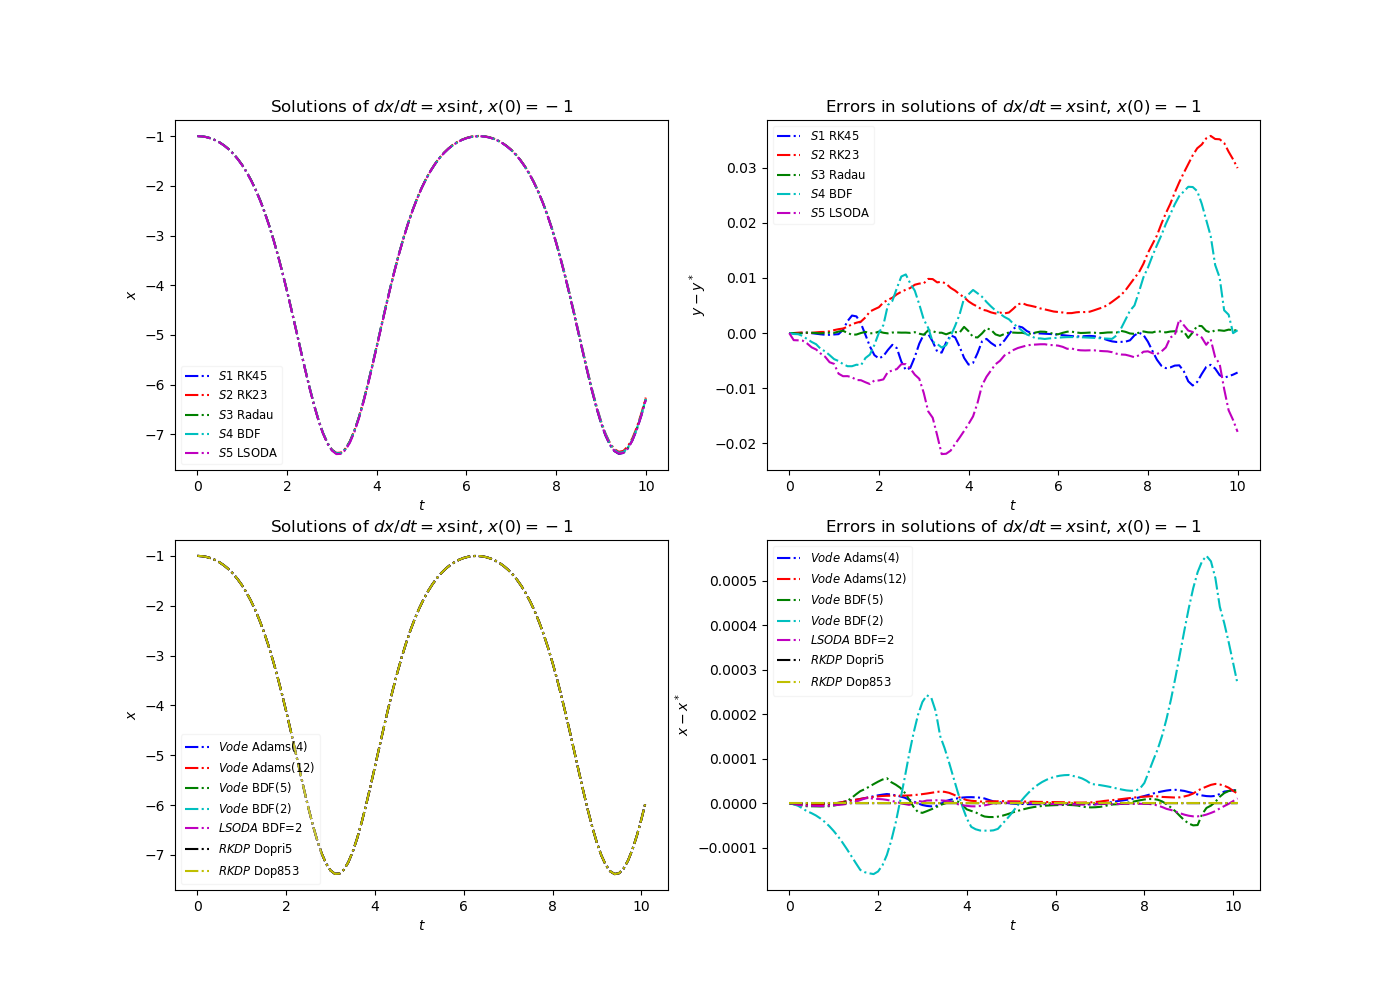 Solutions of dx/dt = xsint, x(0) = −1
−1
−2
−3
−4
−5
−6
−7
x
S1 RK45
S2 RK23
S3 Radau
S4 BDF
S5 LSODA
0 2 4 6 8 10
t
Errors in solutions of dx/dt = xsint, x(0) = −1
0.03
0.02
0.01
0.00
−0.01
−0.02
y − y*
S1 RK45
S2 RK23
S3 Radau
S4 BDF
S5 LSODA
0 2 4 6 8 10
t
Solutions of dx/dt = xsint, x(0) = −1
−1
−2
−3
−4
−5
−6
−7
x
Vode Adams(4)
Vode Adams(12)
Vode BDF(5)
Vode BDF(2)
LSODA BDF=2
RKDP Dopri5
RKDP Dop853
0 2 4 6 8 10
t
Errors in solutions of dx/dt = xsint, x(0) = −1
0.0005
0.0004
0.0003
0.0002
0.0001
0.0000
−0.0001
x − x*
Vode Adams(4)
Vode Adams(12)
Vode BDF(5)
Vode BDF(2)
LSODA BDF=2
RKDP Dopri5
RKDP Dop853
0 2 4 6 8 10
t